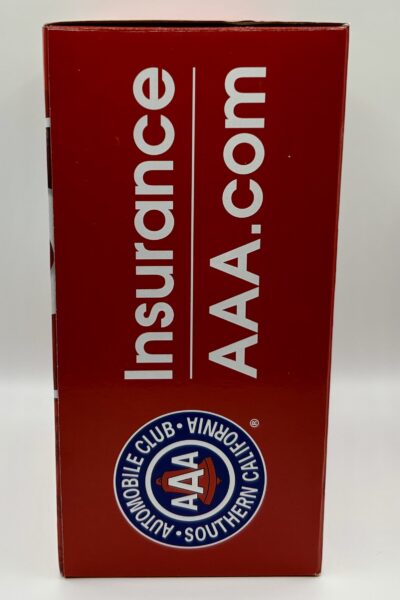 Insurance
AAA.com
AUTOMOBILE CLUB
AAA
• SOUTHERN CALIFORNIA •
®